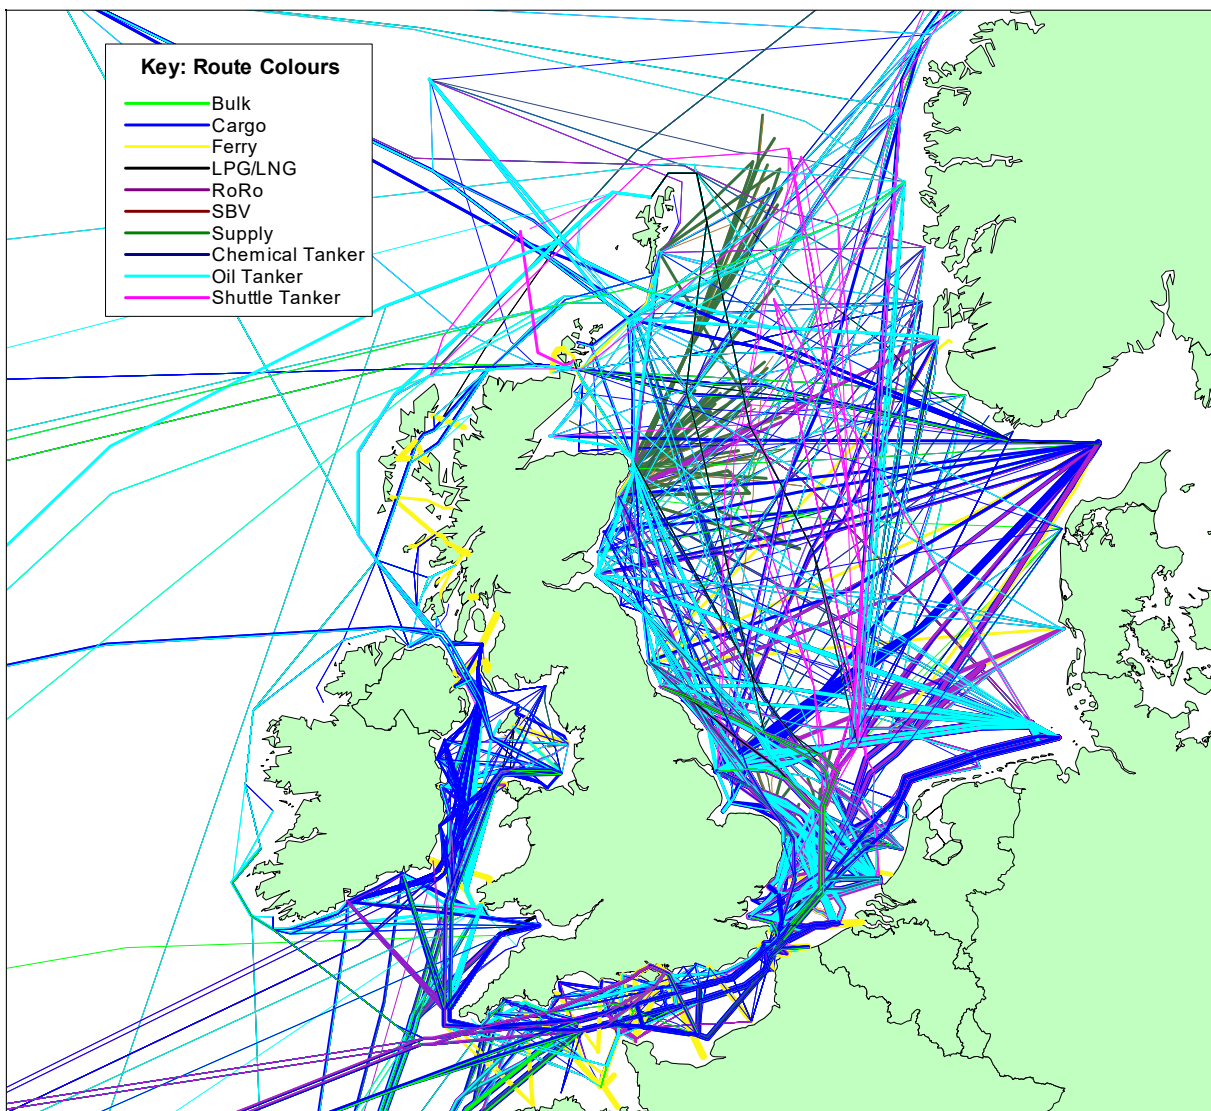 Key: Route Colours
Bulk
Cargo
Ferry
LPG/LNG
RoRo
SBV
Supply
Chemical Tanker
Oil Tanker
Shuttle Tanker